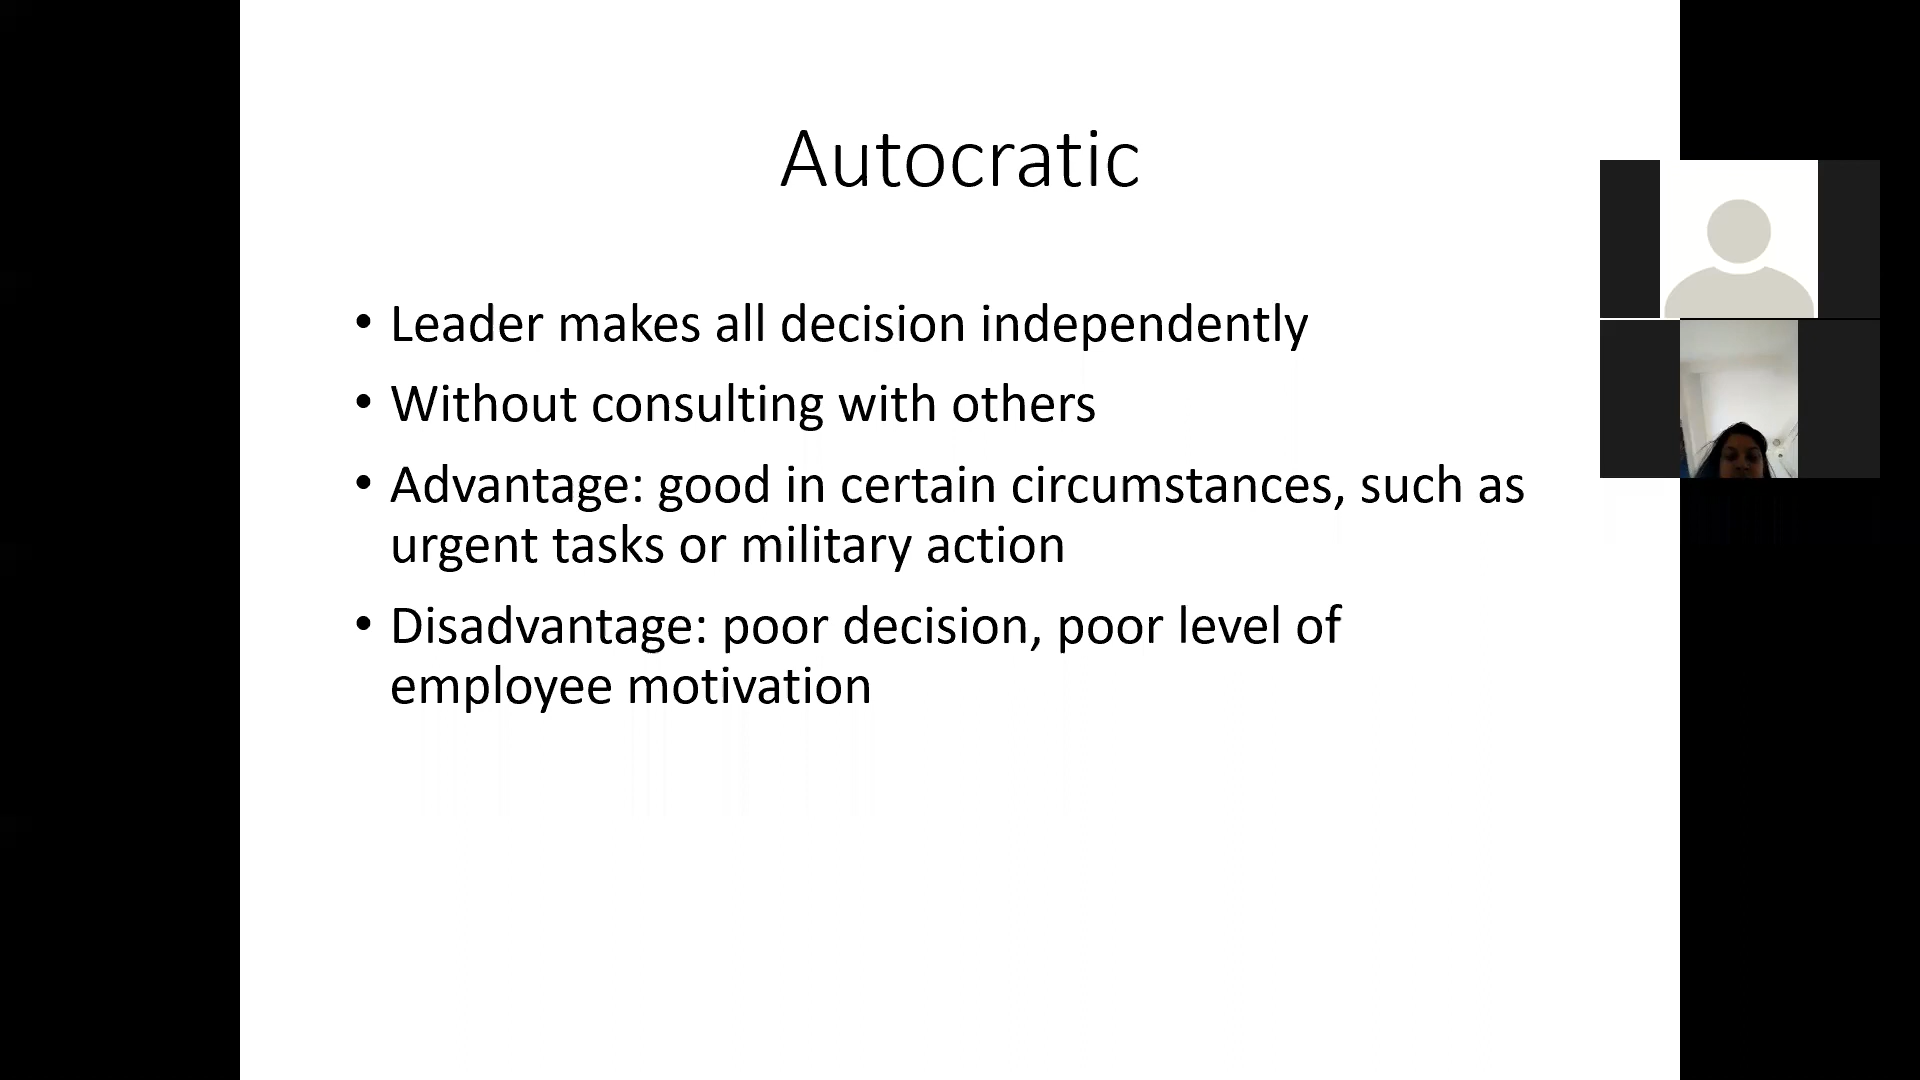 Autocratic
• Leader makes all decision independently
• Without consulting with others
• Advantage: good in certain circumstances, such as
urgent tasks or military action
• Disadvantage: poor decision, poor level of
employee motivation